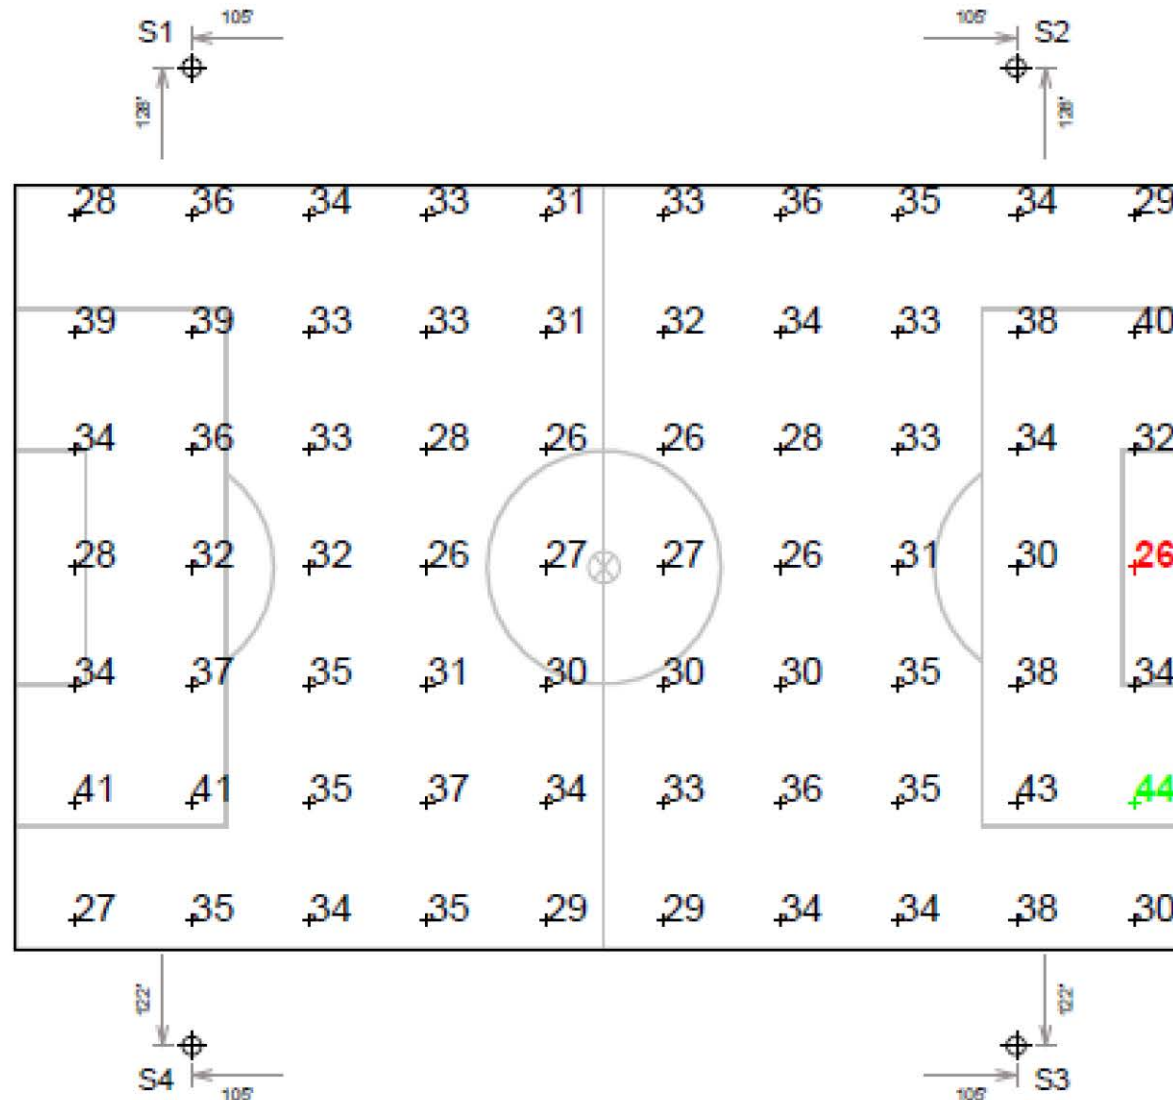 105' 105'
S1 S2
128' 128'
28 36 34 33 31 33 36 35 34 29
39 39 33 33 31 32 34 33 38 40
34 36 33 28 26 26 28 33 34 32
28 32 32 26 27 27 26 31 30 26
34 37 35 31 30 30 30 35 38 34
41 41 35 37 34 33 36 35 43 44
27 35 34 35 29 29 34 34 38 30
122' 122'
S4 S3
105' 105'